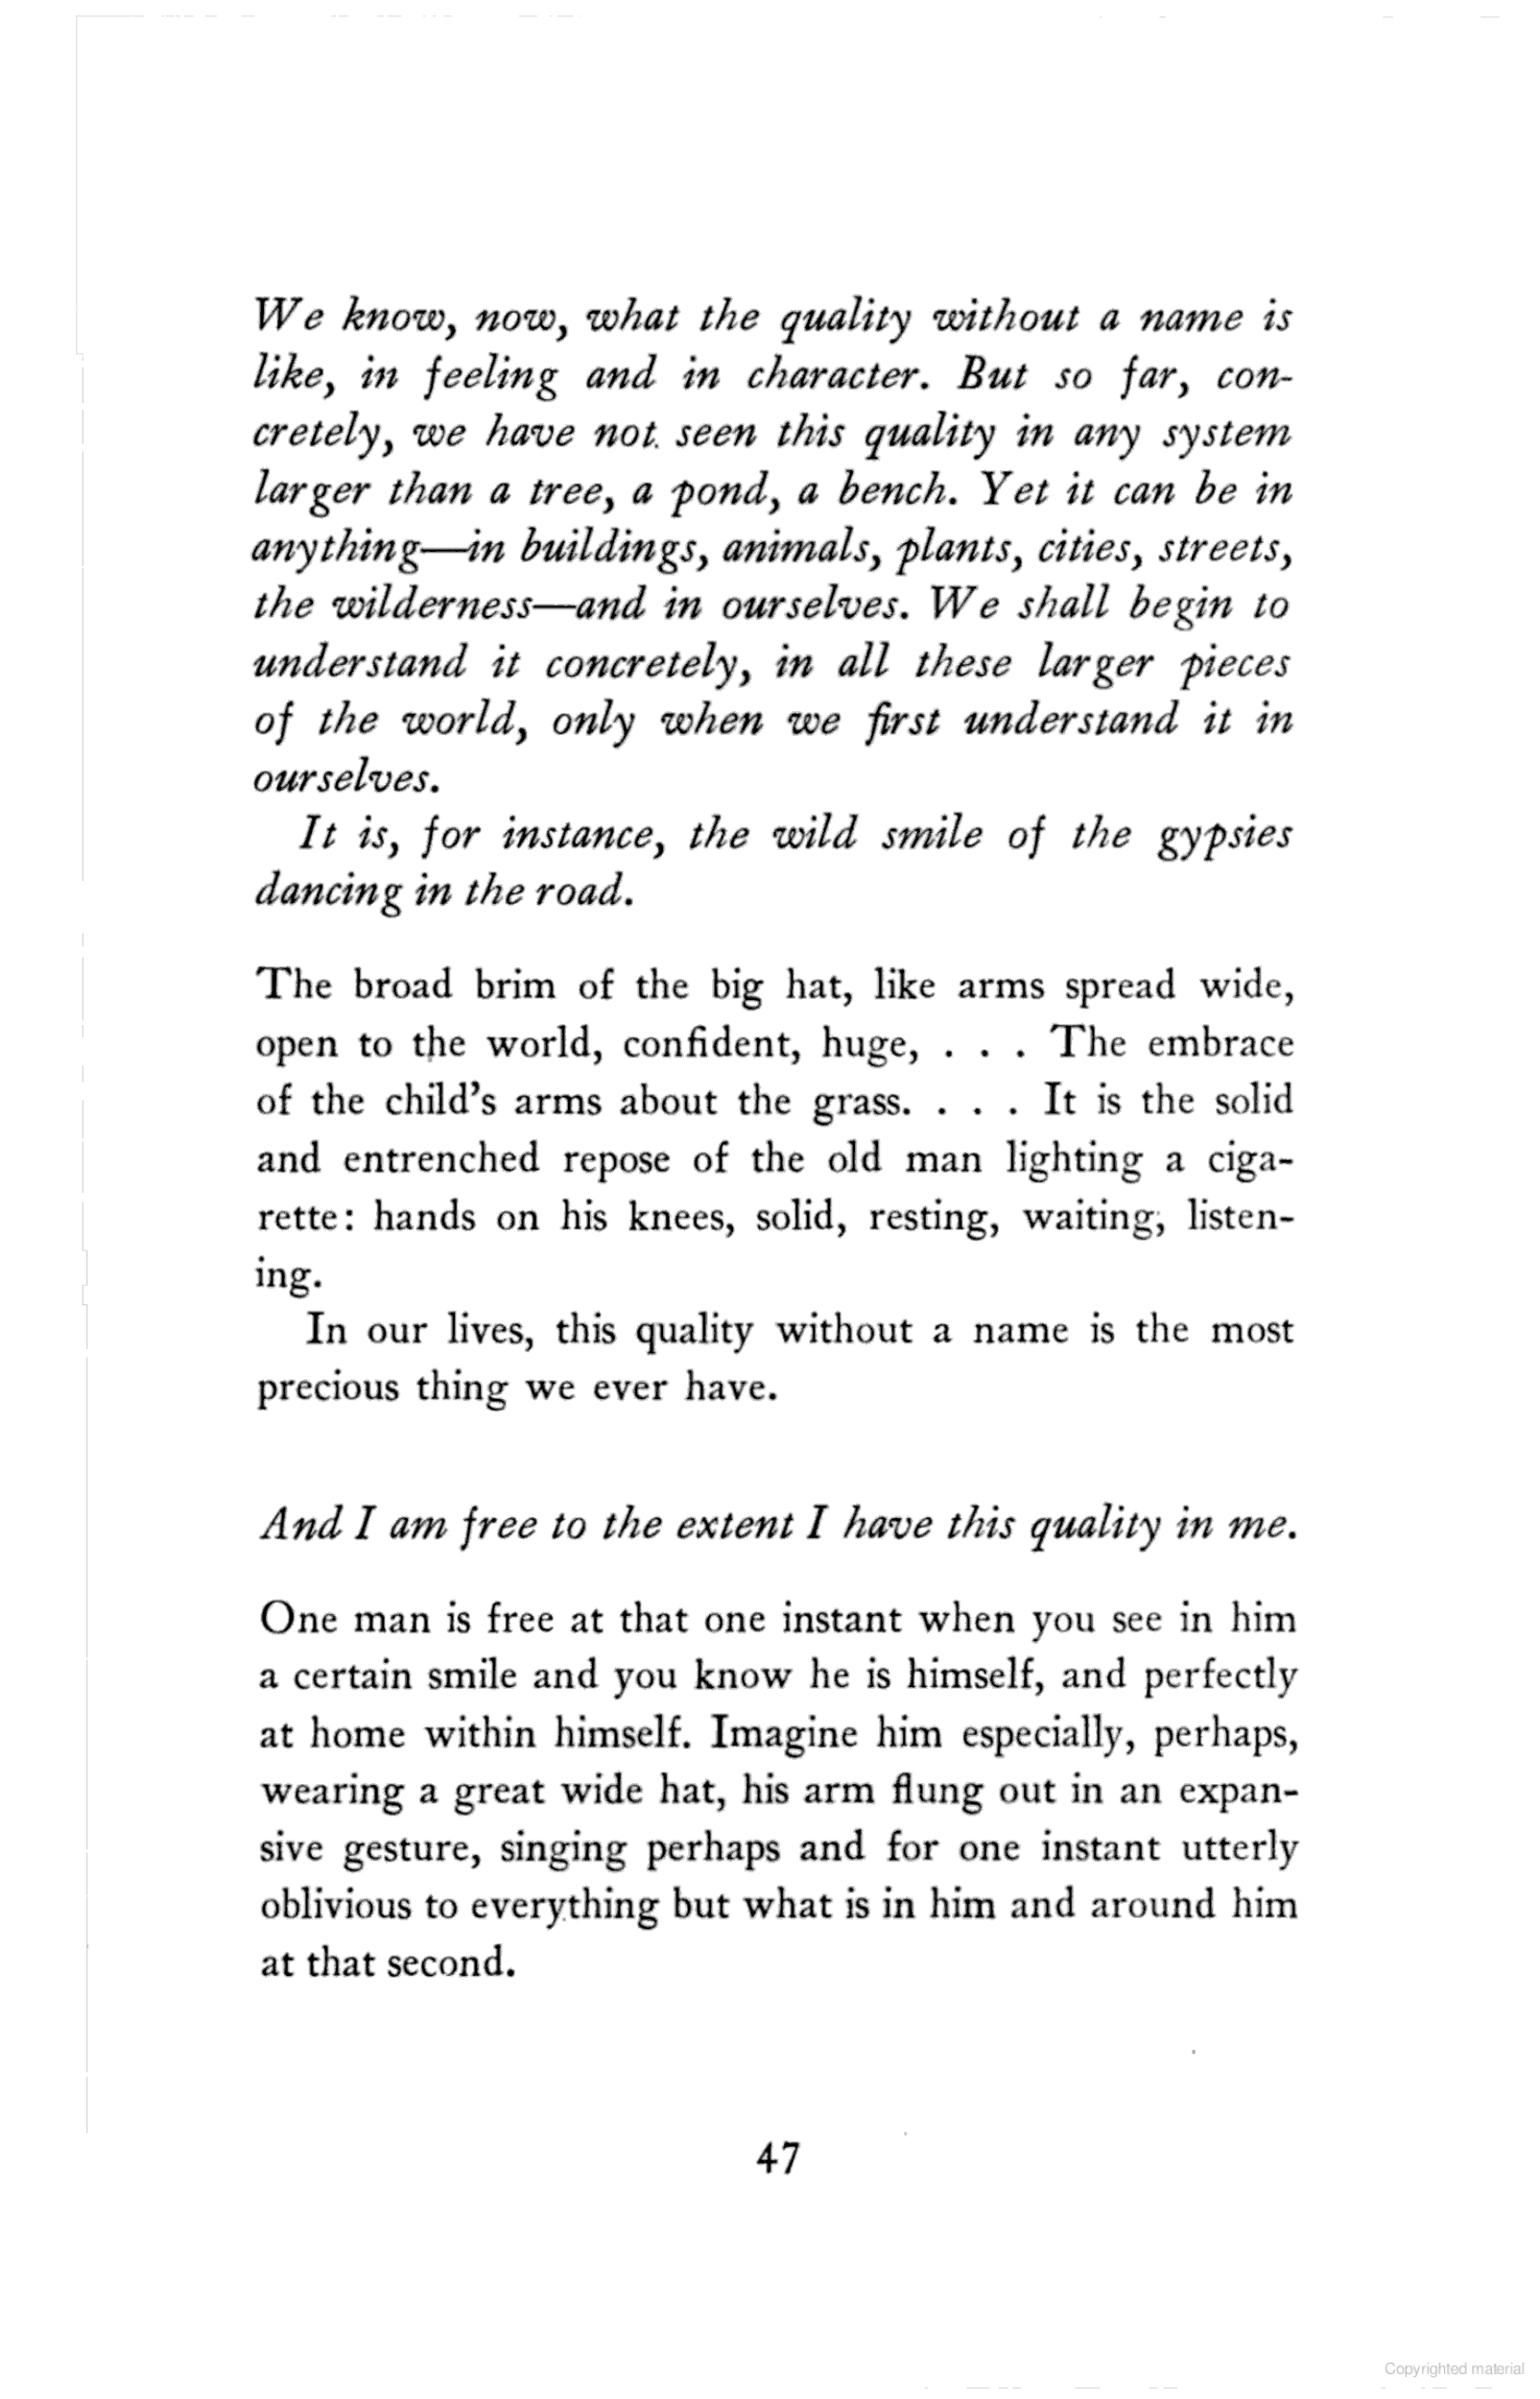 We know, now, what the quality without a name is
like, in feeling and in character. But so far, con-
cretely, we have not seen this quality in any system
larger than a tree, a pond, a bench. Yet it can be in
anything—in buildings, animals, plants, cities, streets,
the wilderness—and in ourselves. We shall begin to
understand it concretely, in all these larger pieces
of the world, only when we first understand it in
ourselves.
It is, for instance, the wild smile of the gypsies
dancing in the road.
The broad brim of the big hat, like arms spread wide,
open to the world, confident, huge, . . . The embrace
of the child's arms about the grass. . . . It is the solid
and entrenched repose of the old man lighting a ciga-
rette: hands on his knees, solid, resting, waiting, listen-
ing.
In our lives, this quality without a name is the most
precious thing we ever have.
And I am free to the extent I have this quality in me.
One man is free at that one instant when you see in him
a certain smile and you know he is himself, and perfectly
at home within himself. Imagine him especially, perhaps,
wearing a great wide hat, his arm flung out in an expan-
sive gesture, singing perhaps and for one instant utterly
oblivious to everything but what is in him and around him
at that second.
47
Copyrighted material